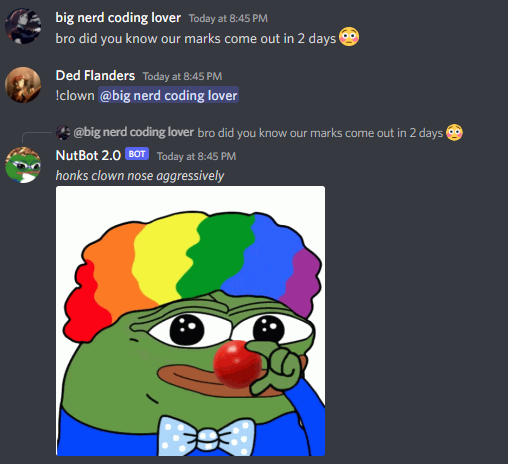 big nerd coding lover Today at 8:45 PM
bro did you know our marks come out in 2 days 😳
Ded Flanders Today at 8:45 PM
!clown @big nerd coding lover
@big nerd coding lover bro did you know our marks come out in 2 days 😳
NutBot 2.0 BOT Today at 8:45 PM
honks clown nose aggressively